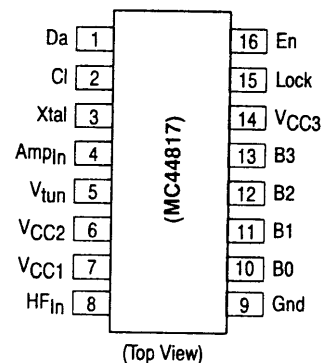 Da 1
Cl 2
Xtal 3
AmpIn 4
Vtun 5
VCC2 6
VCC1 7
HFIn 8
(MC44817)
16 En
15 Lock
14 VCC3
13 B3
12 B2
11 B1
10 B0
9 Gnd
(Top View)